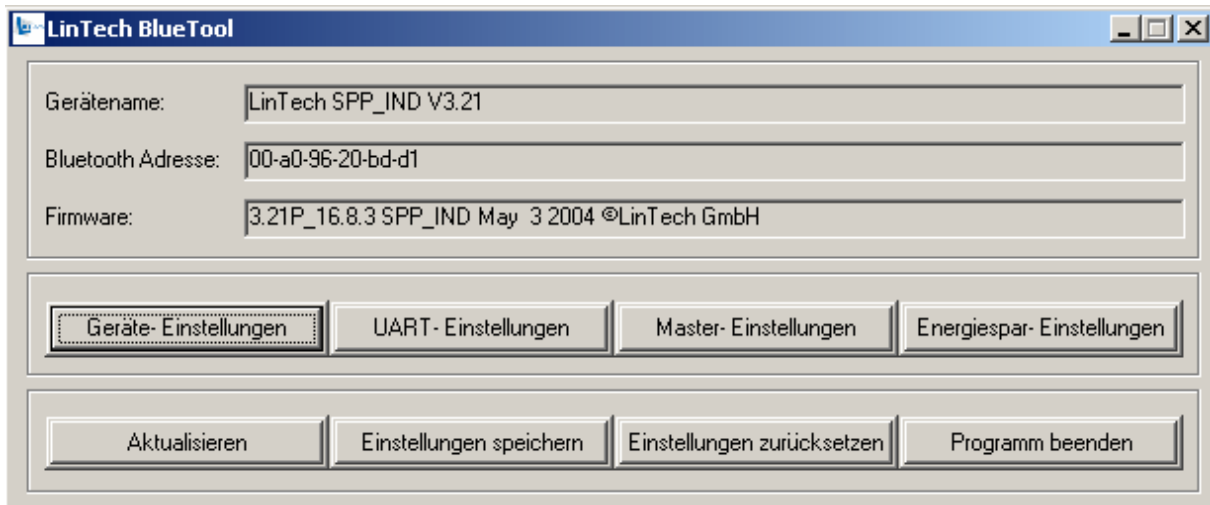 LinTech BlueTool
Gerätename: LinTech SPP_IND V3.21
Bluetooth Adresse: 00-a0-96-20-bd-d1
Firmware: 3.21P_16.8.3 SPP_IND May  3 2004 ©LinTech GmbH
Geräte- Einstellungen UART- Einstellungen Master- Einstellungen Energiespar- Einstellungen
Aktualisieren Einstellungen speichern Einstellungen zurücksetzen Programm beenden